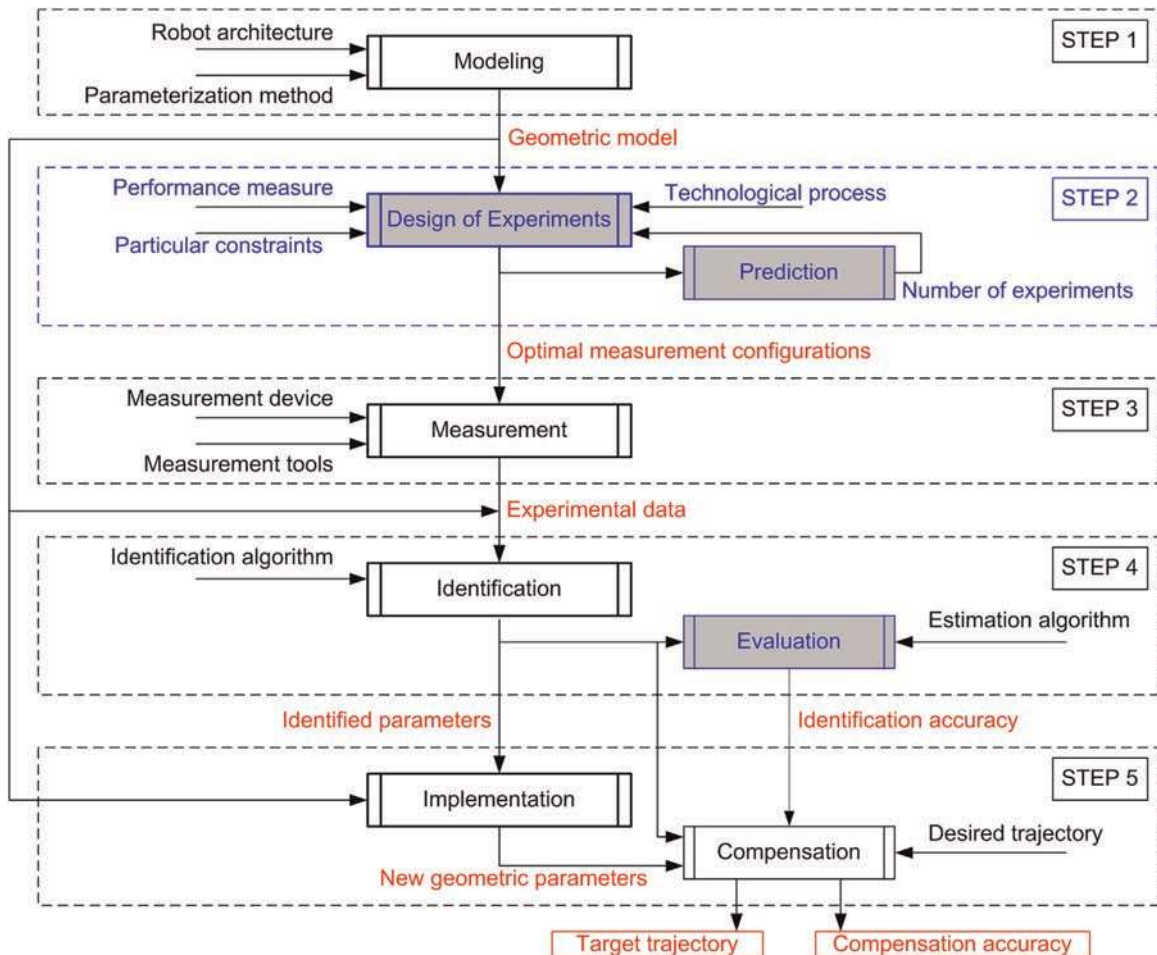 Robot architecture
STEP 1
Modeling
Parameterization method
Geometric model
Performance measure
Technological process
STEP 2
Design of Experiments
Particular constraints
Prediction
Number of experiments
Optimal measurement configurations
Measurement device
STEP 3
Measurement
Measurement tools
Experimental data
Identification algorithm
STEP 4
Identification
Estimation algorithm
Evaluation
Identified parameters
Identification accuracy
STEP 5
Implementation
Desired trajectory
Compensation
New geometric parameters
Target trajectory
Compensation accuracy